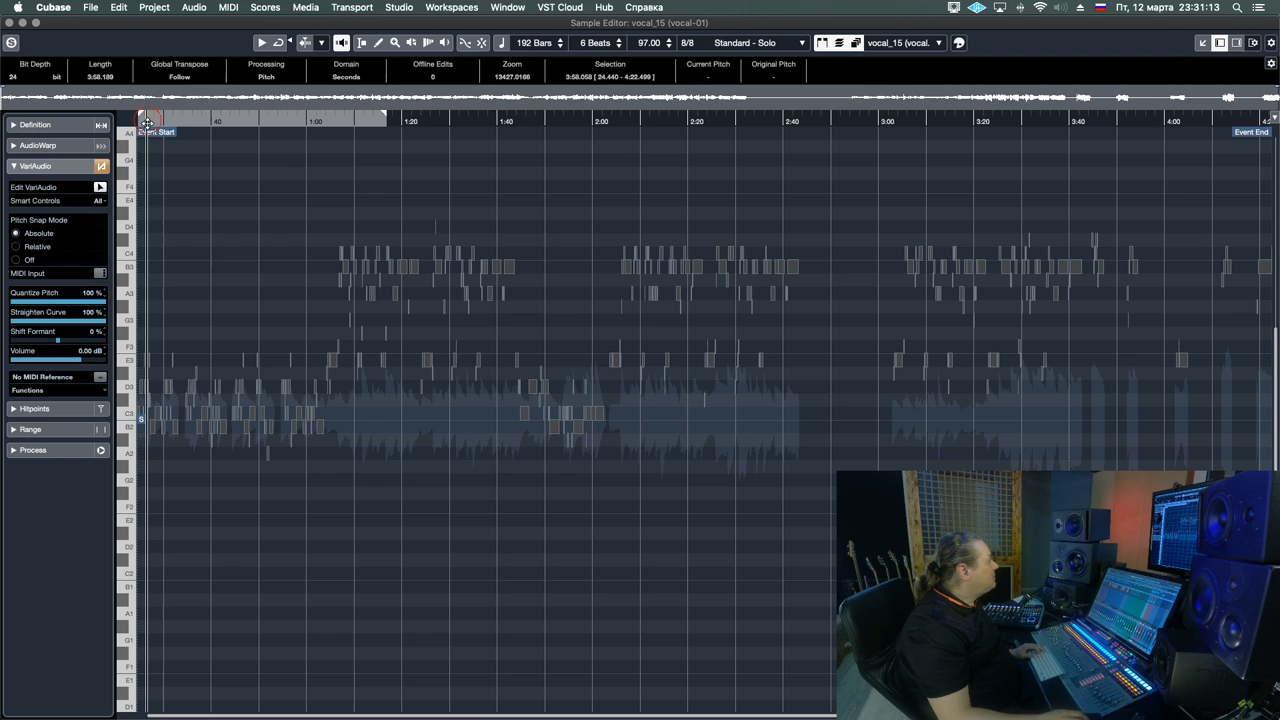 Cubase File Edit Project Audio MIDI Scores Media Transport Studio Workspaces Window VST Cloud Hub Справка Пт, 12 марта 23:31:13
Sample Editor: vocal_15 (vocal-01)
192 Bars 6 Beats 97.00 8/8 Standard - Solo vocal_15 (vocal.
Bit Depth Length Global Transpose Processing Domain Offline Edits Zoom Selection Current Pitch Original Pitch
24 bit 3:58.189 Follow Pitch Seconds 0 13427.0166 3:58.058 [ 24.440 - 4:22.499 ] - -
40 1:00 1:20 1:40 2:00 2:20 2:40 3:00 3:20 3:40 4:00
Event Start Event End
Definition
AudioWarp
VariAudio
Edit VariAudio
Smart Controls All
Pitch Snap Mode
Absolute
Relative
Off
MIDI Input
Quantize Pitch 100 %
Straighten Curve 100 %
Shift Formant 0 %
Volume 0.00 dB
No MIDI Reference
Functions
Hitpoints
Range
Process
A4
G4
F4
E4
D4
C4
B3
A3
G3
F3
E3
D3
C3
S
B2
A2
G2
F2
E2
D2
C2
B1
A1
G1
F1
E1
D1